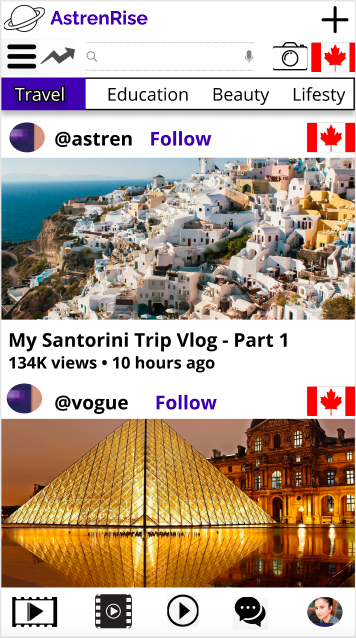 AstrenRise
Travel Education Beauty Lifesty
@astren Follow
My Santorini Trip Vlog - Part 1
134K views • 10 hours ago
@vogue Follow